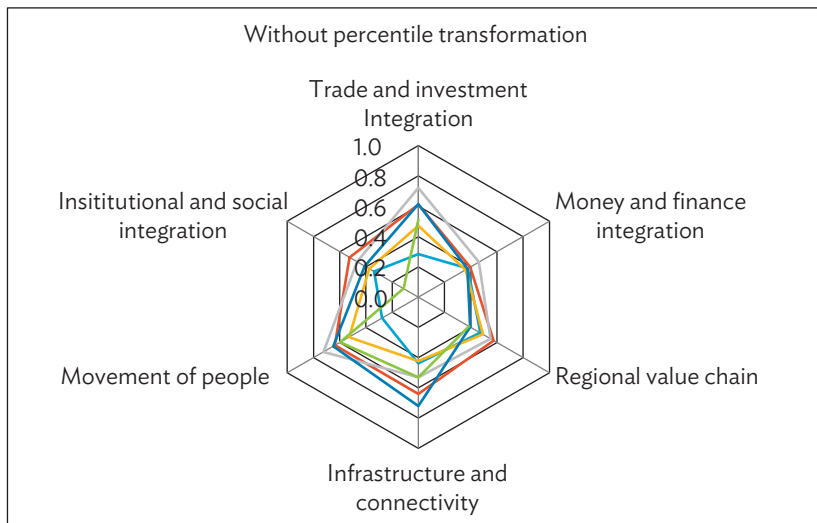 Without percentile transformation
Trade and investment
Integration
1.0
0.8
0.6
0.4
0.2
0.0
Insititutional and social
integration
Money and finance
integration
Movement of people
Regional value chain
Infrastructure and
connectivity